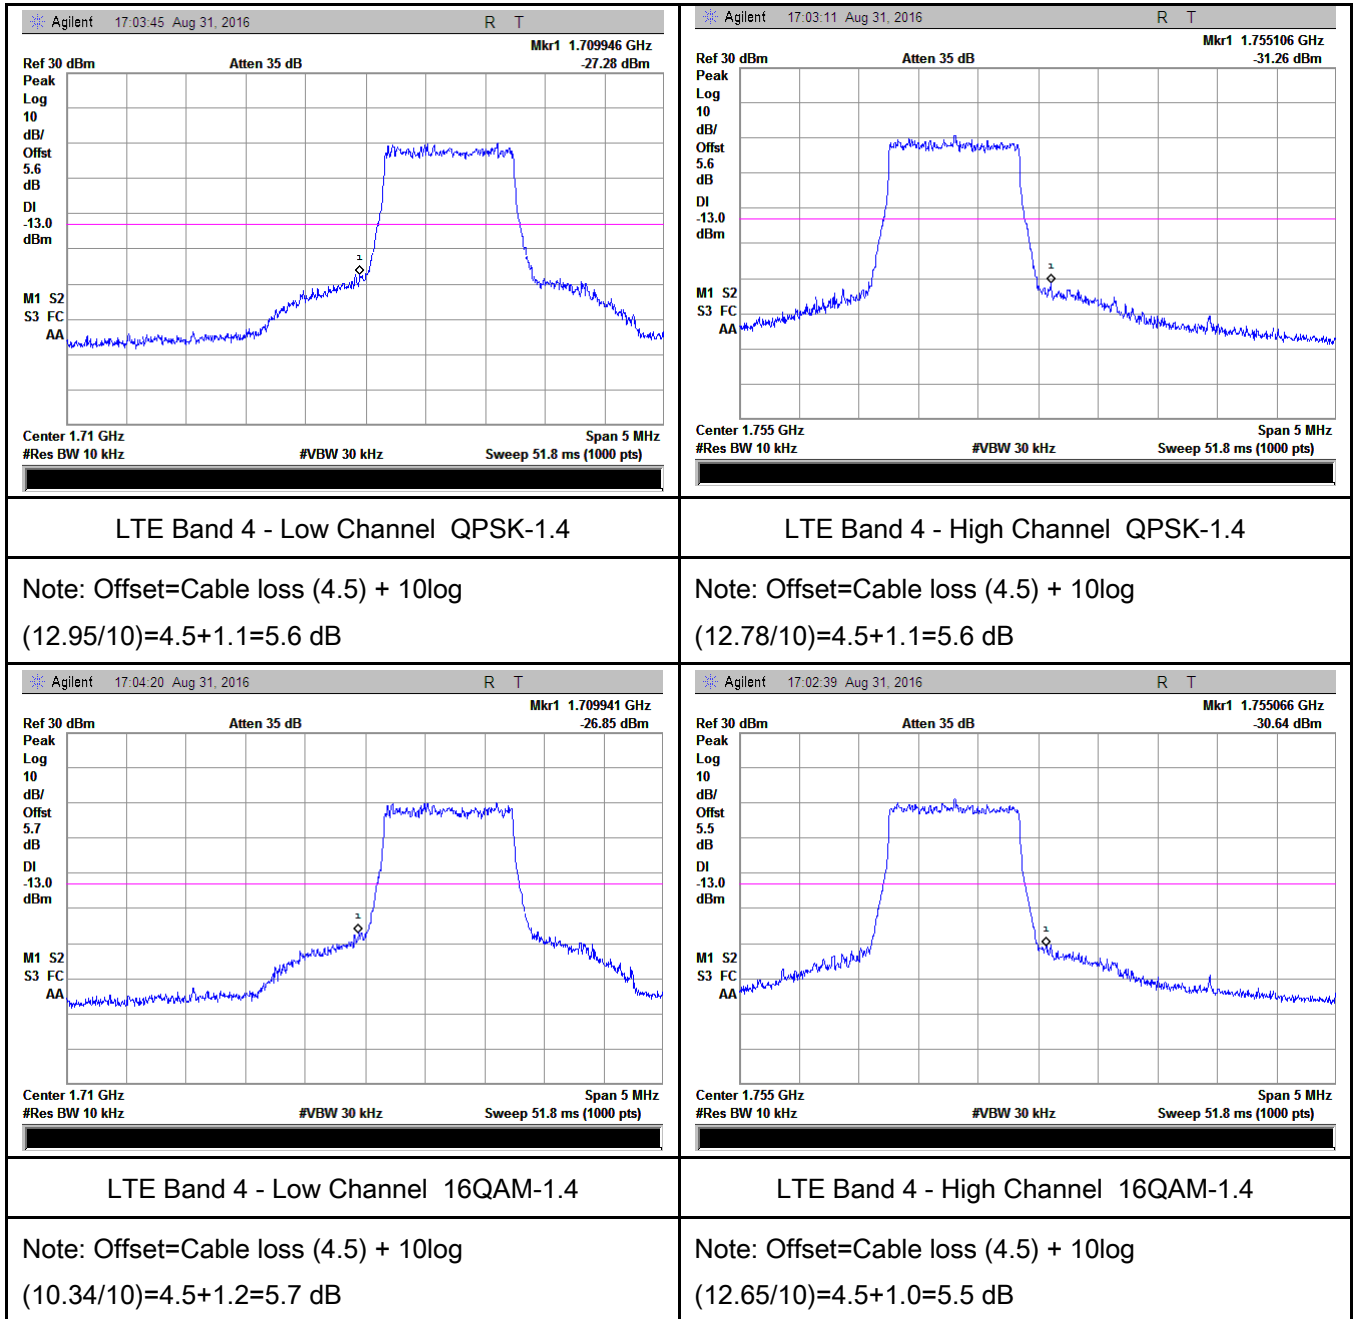 Agilent 17:03:45 Aug 31, 2016 R T
Mkr1 1.709946 GHz
Ref 30 dBm Atten 35 dB -27.28 dBm
Peak
Log
10
dB/
Offst
5.6
dB
DI
-13.0
dBm
1
M1 S2
S3 FC
AA
Center 1.71 GHz Span 5 MHz
#Res BW 10 kHz #VBW 30 kHz Sweep 51.8 ms (1000 pts)
Agilent 17:03:11 Aug 31, 2016 R T
Mkr1 1.755106 GHz
Ref 30 dBm Atten 35 dB -31.26 dBm
Peak
Log
10
dB/
Offst
5.6
dB
DI
-13.0
dBm
1
M1 S2
S3 FC
AA
Center 1.755 GHz Span 5 MHz
#Res BW 10 kHz #VBW 30 kHz Sweep 51.8 ms (1000 pts)
LTE Band 4 - Low Channel QPSK-1.4
LTE Band 4 - High Channel QPSK-1.4
Note: Offset=Cable loss (4.5) + 10log
(12.95/10)=4.5+1.1=5.6 dB
Note: Offset=Cable loss (4.5) + 10log
(12.78/10)=4.5+1.1=5.6 dB
Agilent 17:04:20 Aug 31, 2016 R T
Mkr1 1.709941 GHz
Ref 30 dBm Atten 35 dB -26.85 dBm
Peak
Log
10
dB/
Offst
5.7
dB
DI
-13.0
dBm
1
M1 S2
S3 FC
AA
Center 1.71 GHz Span 5 MHz
#Res BW 10 kHz #VBW 30 kHz Sweep 51.8 ms (1000 pts)
Agilent 17:02:39 Aug 31, 2016 R T
Mkr1 1.755066 GHz
Ref 30 dBm Atten 35 dB -30.64 dBm
Peak
Log
10
dB/
Offst
5.5
dB
DI
-13.0
dBm
1
M1 S2
S3 FC
AA
Center 1.755 GHz Span 5 MHz
#Res BW 10 kHz #VBW 30 kHz Sweep 51.8 ms (1000 pts)
LTE Band 4 - Low Channel 16QAM-1.4
LTE Band 4 - High Channel 16QAM-1.4
Note: Offset=Cable loss (4.5) + 10log
(10.34/10)=4.5+1.2=5.7 dB
Note: Offset=Cable loss (4.5) + 10log
(12.65/10)=4.5+1.0=5.5 dB